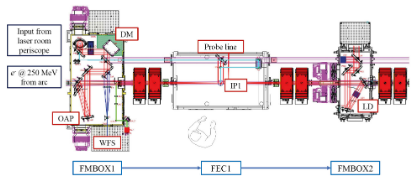 Input from
laser room
periscope
DM
Probe line
e- @ 250 MeV
from arc
IP1
LD
OAP
WFS
FMBOX1
FEC1
FMBOX2